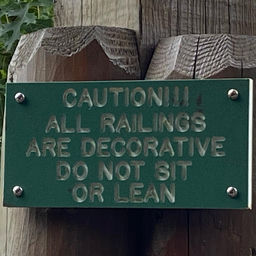 CAUTION!!!
ALL RAILINGS
ARE DECORATIVE
DO NOT SIT
OR LEAN